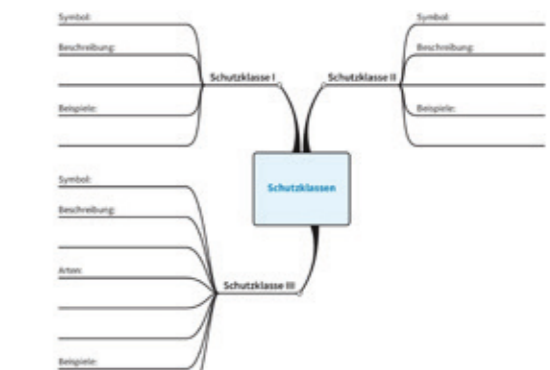 Symbol:
Beschreibung:
Schutzklasse I
Beispiele:
Symbol:
Beschreibung:
Schutzklasse II
Beispiele:
Schutzklassen
Symbol:
Beschreibung:
Arten:
Schutzklasse III
Beispiele: